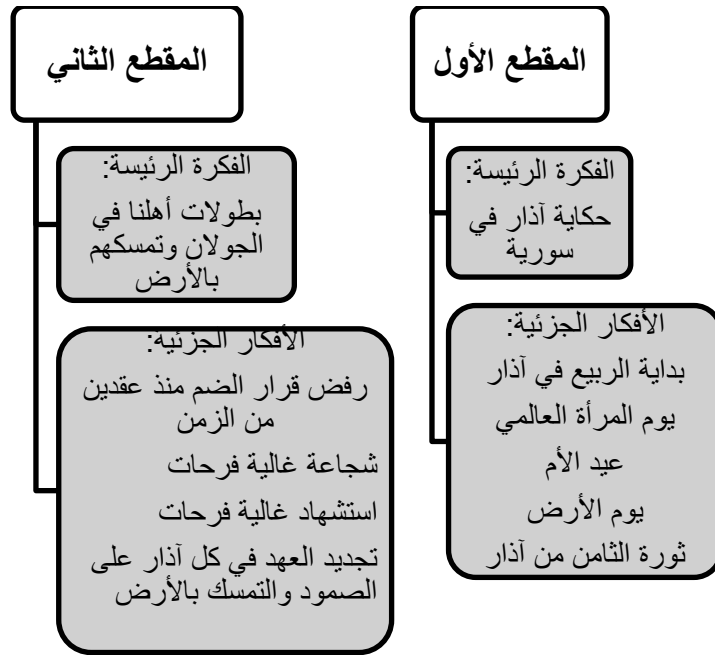 المقطع الأول
الفكرة الرئيسة:
حكاية آذار في
سورية
الأفكار الجزئية:
بداية الربيع في آذار
يوم المرأة العالمي
عيد الأم
يوم الأرض
ثورة الثامن من آذار
المقطع الثاني
الفكرة الرئيسة:
بطولات أهلنا في
الجولان وتمسكهم
بالأرض
الأفكار الجزئية:
رفض قرار الضم منذ عقدين
من الزمن
شجاعة غالية فرحات
استشهاد غالية فرحات
تجديد العهد في كل آذار على
الصمود والتمسك بالأرض